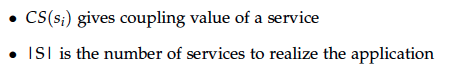 • CS(sᵢ) gives coupling value of a service
• |S| is the number of services to realize the application